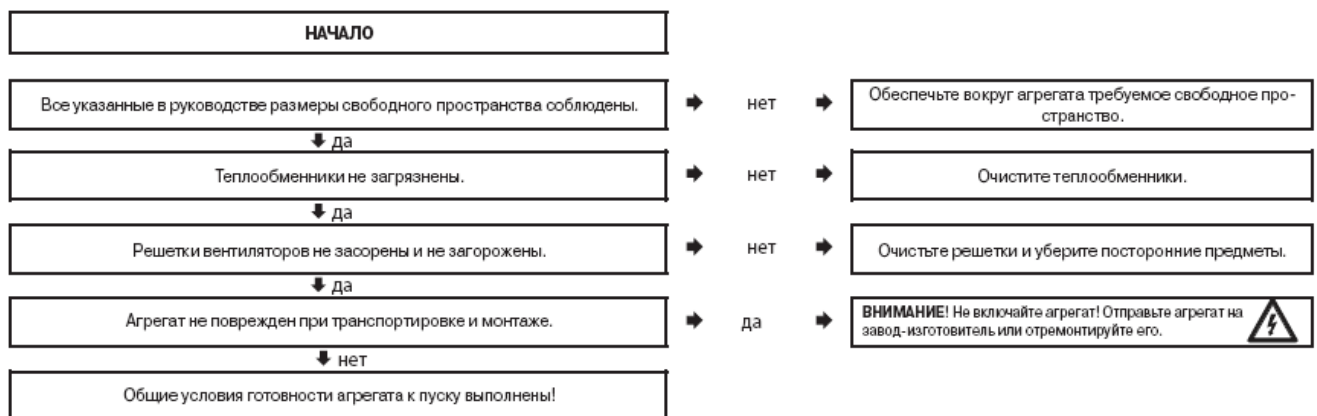 НАЧАЛО
Все указанные в руководстве размеры свободного пространства соблюдены.
нет
Обеспечьте вокруг агрегата требуемое свободное про-
странство.
да
Теплообменники не загрязнены.
нет
Очистите теплообменники.
да
Решетки вентиляторов не засорены и не загорожены.
нет
Очистьте решетки и уберите посторонние предметы.
да
Агрегат не поврежден при транспортировке и монтаже.
да
ВНИМАНИЕ! Не включайте агрегат! Отправьте агрегат на
завод-изготовитель или отремонтируйте его.
нет
Общие условия готовности агрегата к пуску выполнены!